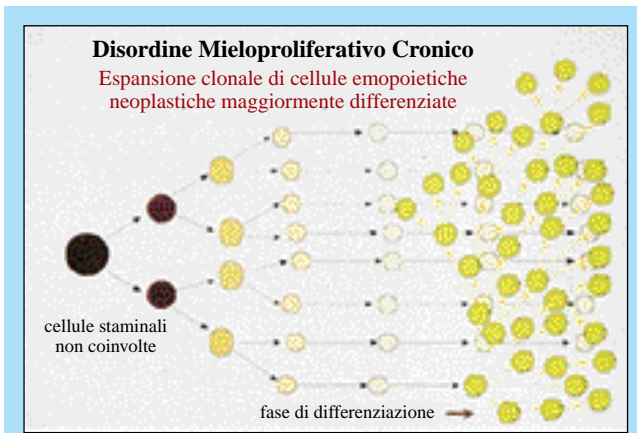 Disordine Mieloproliferativo Cronico
Espansione clonale di cellule emopoietiche
neoplastiche maggiormente differenziate
cellule staminali
non coinvolte
fase di differenziazione